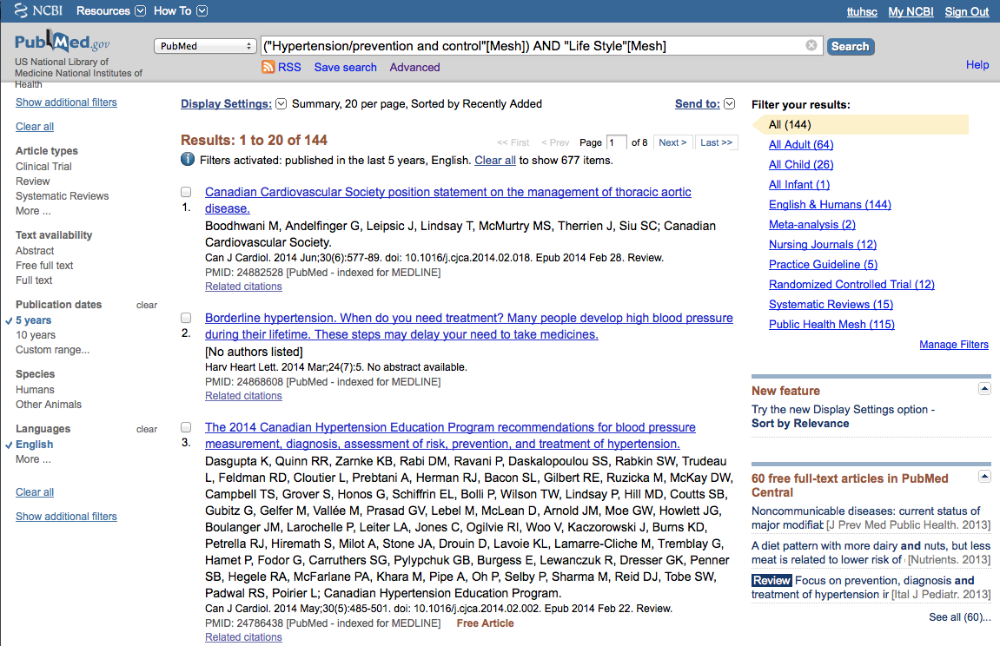 NCBI Resources How To ttuhsc My NCBI Sign Out
PubMed.gov
US National Library of
Medicine National Institutes of
Health
PubMed ("Hypertension/prevention and control"[Mesh]) AND "Life Style"[Mesh] Search
RSS Save search Advanced Help
Show additional filters
Clear all
Article types
Clinical Trial
Review
Systematic Reviews
More ...
Text availability
Abstract
Free full text
Full text
Publication dates clear
5 years
10 years
Custom range...
Species
Humans
Other Animals
Languages clear
English
More ...
Clear all
Show additional filters
Display Settings: Summary, 20 per page, Sorted by Recently Added Send to:
Results: 1 to 20 of 144
<< First < Prev Page 1 of 8 Next > Last >>
Filters activated: published in the last 5 years, English. Clear all to show 677 items.
1. Canadian Cardiovascular Society position statement on the management of thoracic aortic
disease.
Boodhwani M, Andelfinger G, Leipsic J, Lindsay T, McMurtry MS, Therrien J, Siu SC; Canadian
Cardiovascular Society.
Can J Cardiol. 2014 Jun;30(6):577-89. doi: 10.1016/j.cjca.2014.02.018. Epub 2014 Feb 28. Review.
PMID: 24882528 [PubMed - indexed for MEDLINE]
Related citations
2. Borderline hypertension. When do you need treatment? Many people develop high blood pressure
during their lifetime. These steps may delay your need to take medicines.
[No authors listed]
Harv Heart Lett. 2014 Mar;24(7):5. No abstract available.
PMID: 24868608 [PubMed - indexed for MEDLINE]
Related citations
3. The 2014 Canadian Hypertension Education Program recommendations for blood pressure
measurement, diagnosis, assessment of risk, prevention, and treatment of hypertension.
Dasgupta K, Quinn RR, Zarnke KB, Rabi DM, Ravani P, Daskalopoulou SS, Rabkin SW, Trudeau
L, Feldman RD, Cloutier L, Prebtani A, Herman RJ, Bacon SL, Gilbert RE, Ruzicka M, McKay DW,
Campbell TS, Grover S, Honos G, Schiffrin EL, Bolli P, Wilson TW, Lindsay P, Hill MD, Coutts SB,
Gubitz G, Gelfer M, Vallée M, Prasad GV, Lebel M, McLean D, Arnold JM, Moe GW, Howlett JG,
Boulanger JM, Larochelle P, Leiter LA, Jones C, Ogilvie RI, Woo V, Kaczorowski J, Burns KD,
Petrella RJ, Hiremath S, Milot A, Stone JA, Drouin D, Lavoie KL, Lamarre-Cliche M, Tremblay G,
Hamet P, Fodor G, Carruthers SG, Pylypchuk GB, Burgess E, Lewanczuk R, Dresser GK, Penner
SB, Hegele RA, McFarlane PA, Khara M, Pipe A, Oh P, Selby P, Sharma M, Reid DJ, Tobe SW,
Padwal RS, Poirier L; Canadian Hypertension Education Program.
Can J Cardiol. 2014 May;30(5):485-501. doi: 10.1016/j.cjca.2014.02.002. Epub 2014 Feb 22. Review.
PMID: 24786438 [PubMed - indexed for MEDLINE] Free Article
Related citations
Filter your results:
All (144)
All Adult (64)
All Child (26)
All Infant (1)
English & Humans (144)
Meta-analysis (2)
Nursing Journals (12)
Practice Guideline (5)
Randomized Controlled Trial (12)
Systematic Reviews (15)
Public Health Mesh (115)
Manage Filters
New feature
Try the new Display Settings option -
Sort by Relevance
60 free full-text articles in PubMed
Central
Noncommunicable diseases: current status of
major modifial [J Prev Med Public Health. 2013]
A diet pattern with more dairy and nuts, but less
meat is related to lower risk of [Nutrients. 2013]
Review Focus on prevention, diagnosis and
treatment of hypertension in [Ital J Pediatr. 2013]
See all (60)...